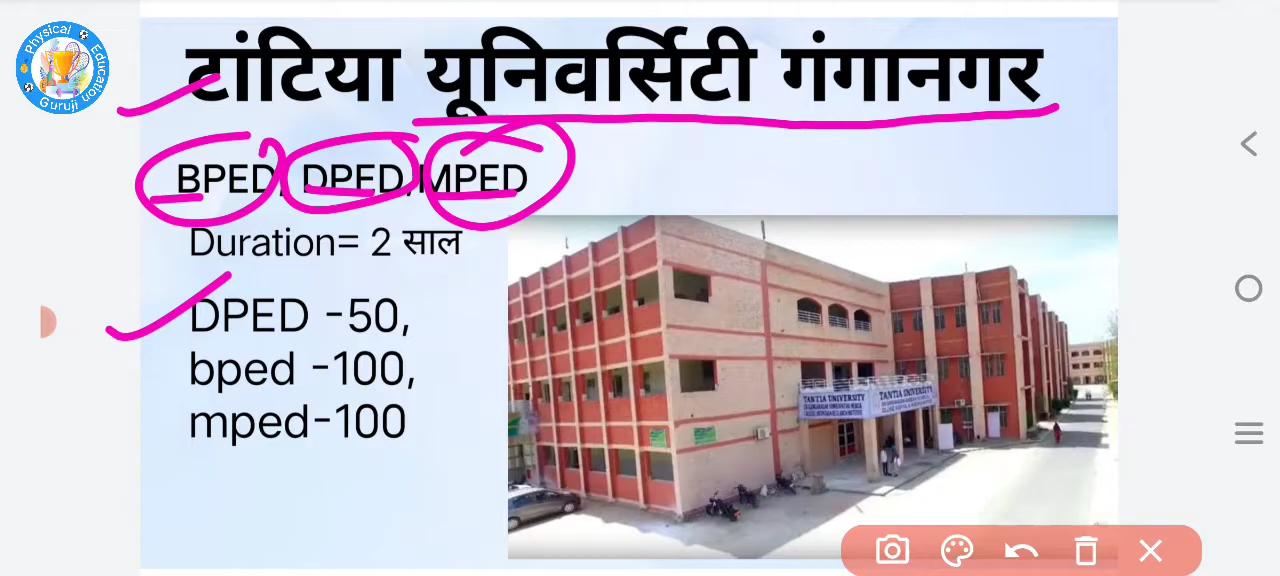 Physical Education Guruji
टांटिया यूनिवर्सिटी गंगानगर
BPED, DPED,MPED
Duration= 2 साल
DPED -50,
bped -100,
mped-100
TANTIA UNIVERSITY
TANTIA UNIVERSITY